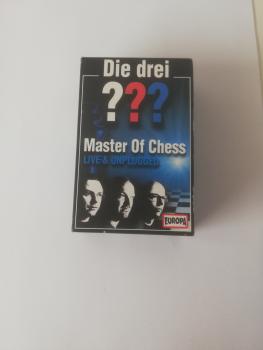 Die drei
???
Master Of Chess
LIVE & UNPLUGGED
EUROPA